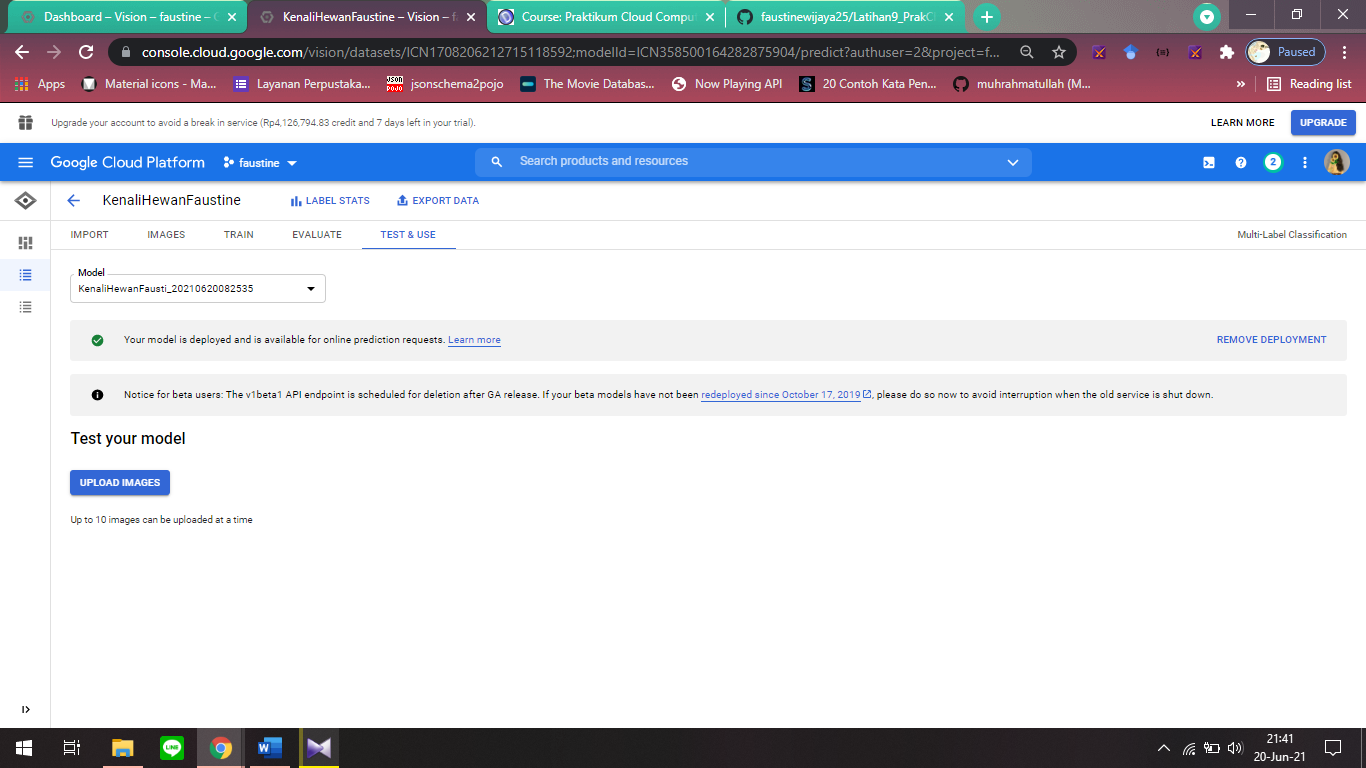 Dashboard – Vision – faustine – G
KenaliHewanFaustine – Vision – f
Course: Praktikum Cloud Comput
faustinewijaya25/Latihan9_PrakC
console.cloud.google.com/vision/datasets/ICN1708206212715118592;modelId=ICN358500164282875904/predict?authuser=2&project=f...
Paused
Apps
Material icons - Ma...
Layanan Perpustaka...
JSON POJO
jsonschema2pojo
The Movie Databas...
Now Playing API
20 Contoh Kata Pen...
muhrahmatullah (M...
»
Reading list
Upgrade your account to avoid a break in service (Rp4,126,794.83 credit and 7 days left in your trial).
LEARN MORE
UPGRADE
Google Cloud Platform
faustine
Search products and resources
2
KenaliHewanFaustine
LABEL STATS
EXPORT DATA
IMPORT
IMAGES
TRAIN
EVALUATE
TEST & USE
Multi-Label Classification
Model
KenaliHewanFausti_20210620082535
Your model is deployed and is available for online prediction requests. Learn more
REMOVE DEPLOYMENT
Notice for beta users: The v1beta1 API endpoint is scheduled for deletion after GA release. If your beta models have not been redeployed since October 17, 2019, please do so now to avoid interruption when the old service is shut down.
Test your model
UPLOAD IMAGES
Up to 10 images can be uploaded at a time
LINE
21:41
20-Jun-21